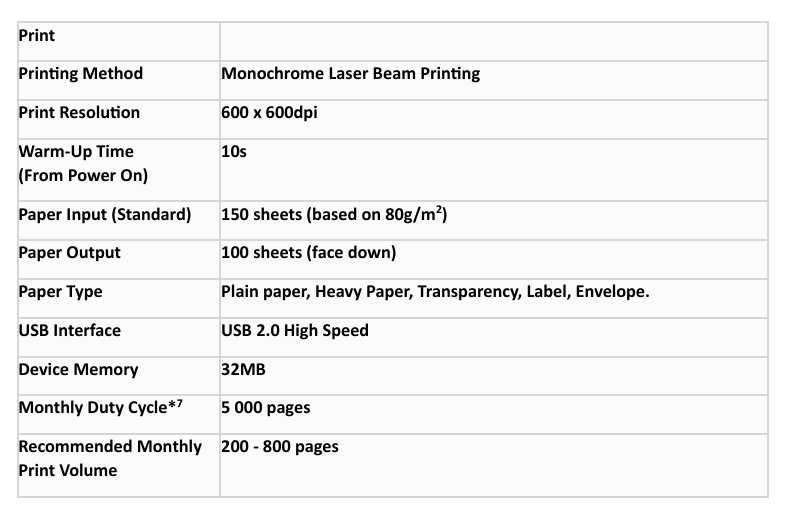 Print
Printing Method Monochrome Laser Beam Printing
Print Resolution 600 x 600dpi
Warm-Up Time 10s
(From Power On)
Paper Input (Standard) 150 sheets (based on 80g/m²)
Paper Output 100 sheets (face down)
Paper Type Plain paper, Heavy Paper, Transparency, Label, Envelope.
USB Interface USB 2.0 High Speed
Device Memory 32MB
Monthly Duty Cycle*⁷ 5 000 pages
Recommended Monthly 200 - 800 pages
Print Volume